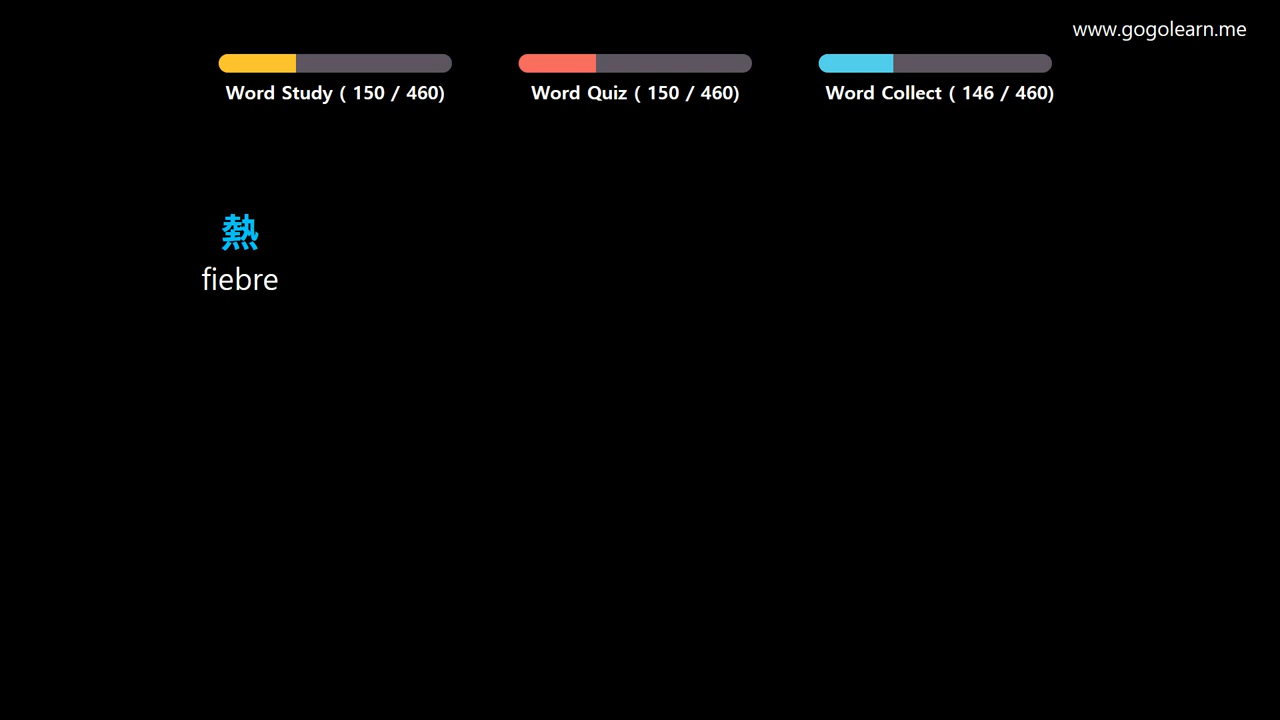 www.gogolearn.me
Word Study ( 150 / 460)
Word Quiz ( 150 / 460)
Word Collect ( 146 / 460)
熱
fiebre